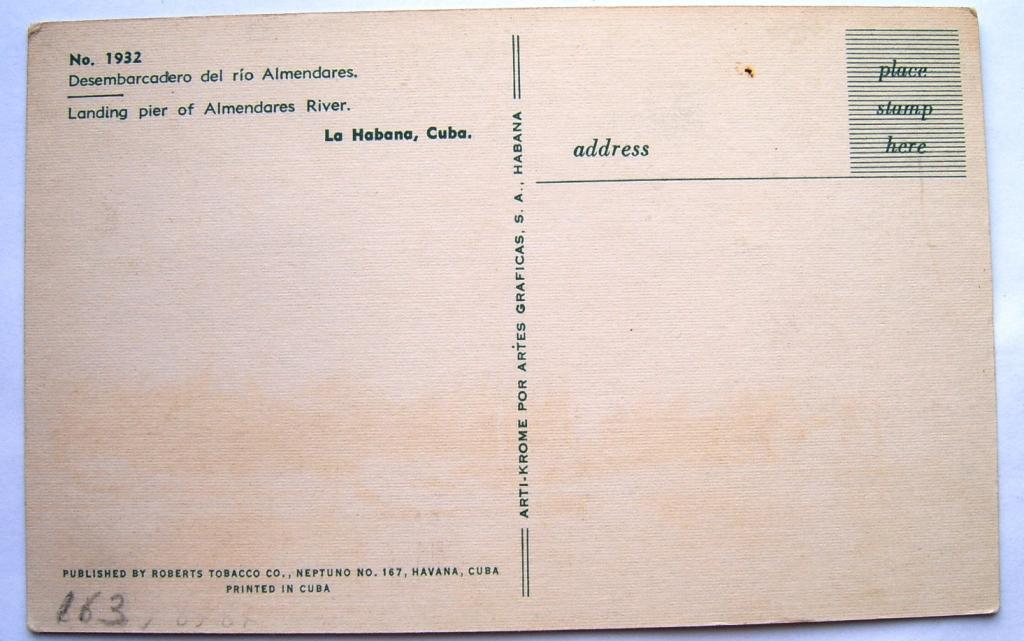 No. 1932
Desembarcadero del río Almendares.
Landing pier of Almendares River.
La Habana, Cuba.
PUBLISHED BY ROBERTS TOBACCO CO., NEPTUNO NO. 167, HAVANA, CUBA
PRINTED IN CUBA
163
ARTI-KROME POR ARTES GRAFICAS, S. A., HABANA
address
place
stamp
here